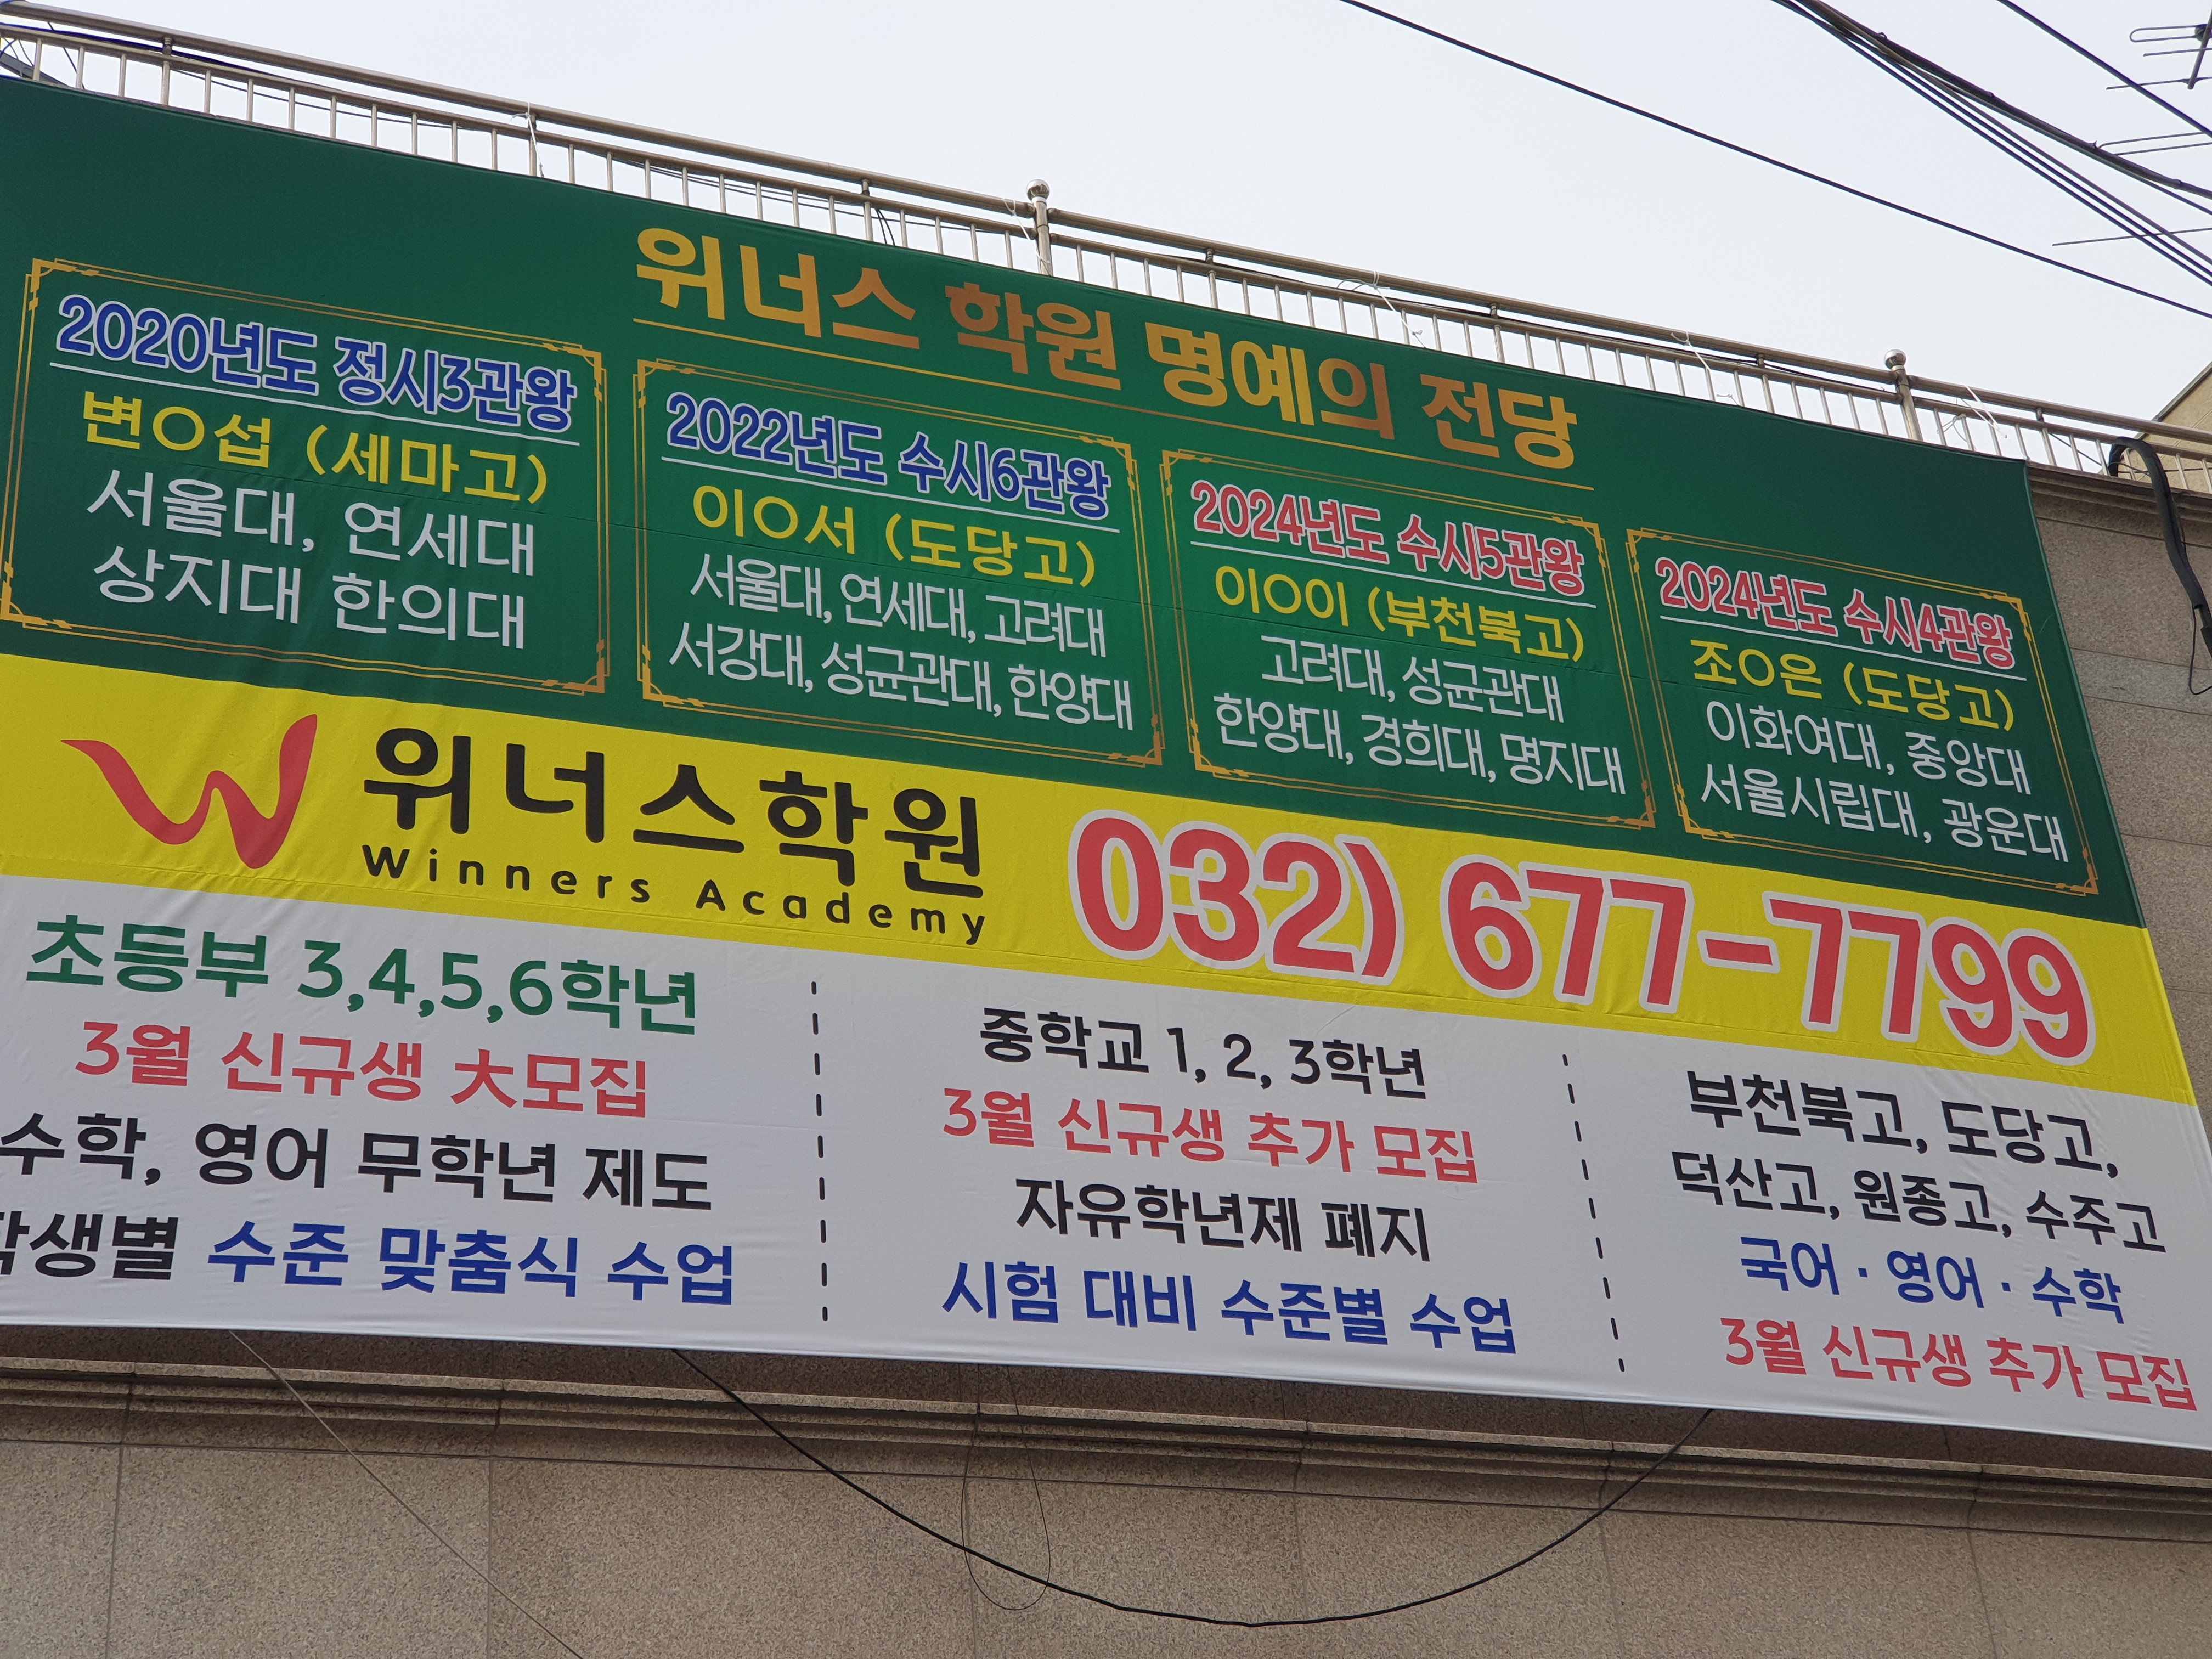 위너스 학원 명예의 전당
2020년도 정시3관왕
변O섭 (세마고)
서울대, 연세대
상지대 한의대
2022년도 수시6관왕
이O서 (도당고)
서울대, 연세대, 고려대
서강대, 성균관대, 한양대
2024년도 수시5관왕
이O이 (부천북고)
고려대, 성균관대
한양대, 경희대, 명지대
2024년도 수시4관왕
조O은 (도당고)
이화여대, 중앙대
서울시립대, 광운대
위너스학원
Winners Academy
032) 677-7799
초등부 3,4,5,6학년
3월 신규생 大모집
수학, 영어 무학년 제도
학생별 수준 맞춤식 수업
중학교 1, 2, 3학년
3월 신규생 추가 모집
자유학년제 폐지
시험 대비 수준별 수업
부천북고, 도당고,
덕산고, 원종고, 수주고
국어 · 영어 · 수학
3월 신규생 추가 모집